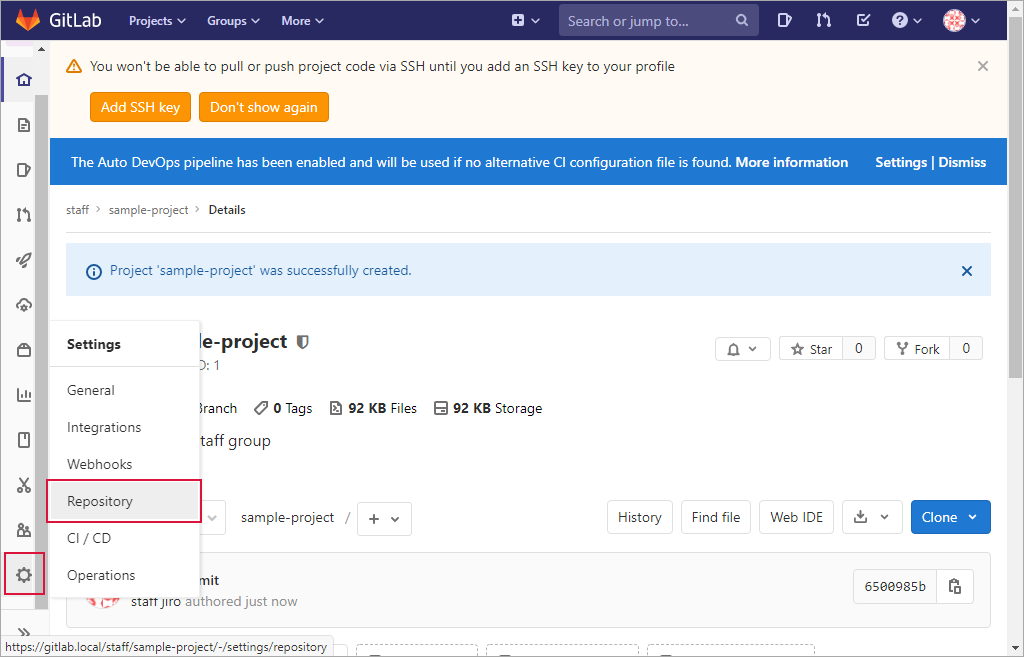 GitLab Projects Groups More Search or jump to...
You won't be able to pull or push project code via SSH until you add an SSH key to your profile
Add SSH key Don't show again
The Auto DevOps pipeline has been enabled and will be used if no alternative CI configuration file is found. More information Settings | Dismiss
staff > sample-project > Details
Project 'sample-project' was successfully created.
Settings
General
Integrations
Webhooks
Repository
CI / CD
Operations
le-project
D: 1
Star 0 Fork 0
Branch 0 Tags 92 KB Files 92 KB Storage
taff group
sample-project / + History Find file Web IDE Clone
mit
staff jiro authored just now
6500985b
https://gitlab.local/staff/sample-project/-/settings/repository